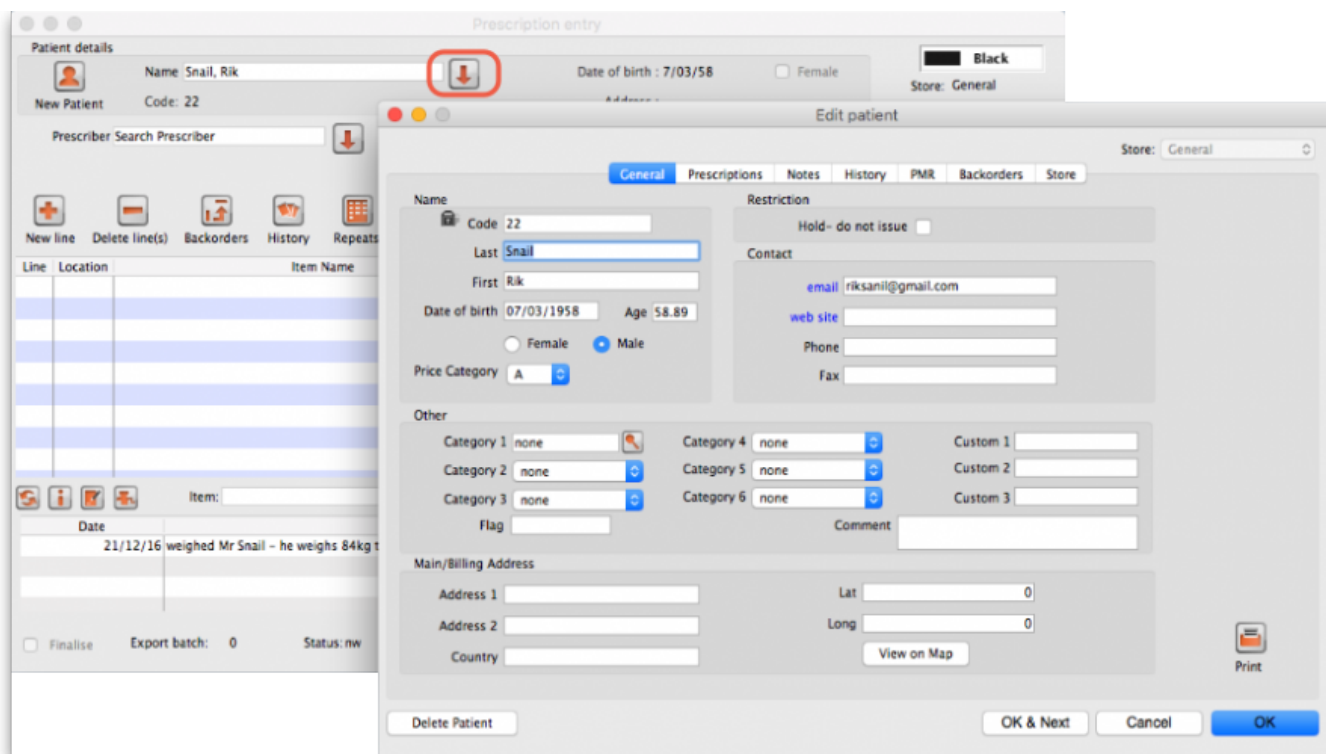 Prescription entry
Patient details
Name Snail, Rik
Date of birth : 7/03/58
Female
Black
New Patient
Code: 22
Store: General
Prescriber Search Prescriber
New line Delete line(s) Backorders History Repeats
Line Location Item Name
Item:
Date
21/12/16 weighed Mr Snail – he weighs 84kg
Finalise Export batch: 0 Status: nw
Edit patient
Store: General
General Prescriptions Notes History PMR Backorders Store
Name
Code 22
Last Snail
First Rik
Date of birth 07/03/1958 Age 58.89
Female Male
Price Category A
Restriction
Hold- do not issue
Contact
email riksanil@gmail.com
web site
Phone
Fax
Other
Category 1 none Category 4 none Custom 1
Category 2 none Category 5 none Custom 2
Category 3 none Category 6 none Custom 3
Flag Comment
Main/Billing Address
Address 1 Lat 0
Address 2 Long 0
Country View on Map
Print
Delete Patient OK & Next Cancel OK